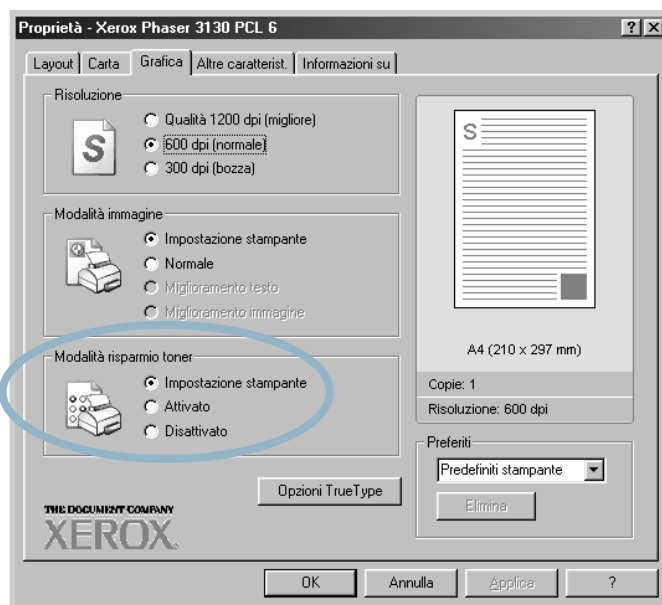 Proprietà - Xerox Phaser 3130 PCL 6
? X
Layout Carta Grafica Altre caratterist. Informazioni su
Risoluzione
S
Qualità 1200 dpi (migliore)
600 dpi (normale)
300 dpi (bozza)
Modalità immagine
Impostazione stampante
Normale
Miglioramento testo
Miglioramento immagine
Modalità risparmio toner
Impostazione stampante
Attivato
Disattivato
Opzioni TrueType
THE DOCUMENT COMPANY
XEROX
S
A4 (210 x 297 mm)
Copie: 1
Risoluzione: 600 dpi
Preferiti
Predefiniti stampante
Elimina
OK Annulla Applica ?